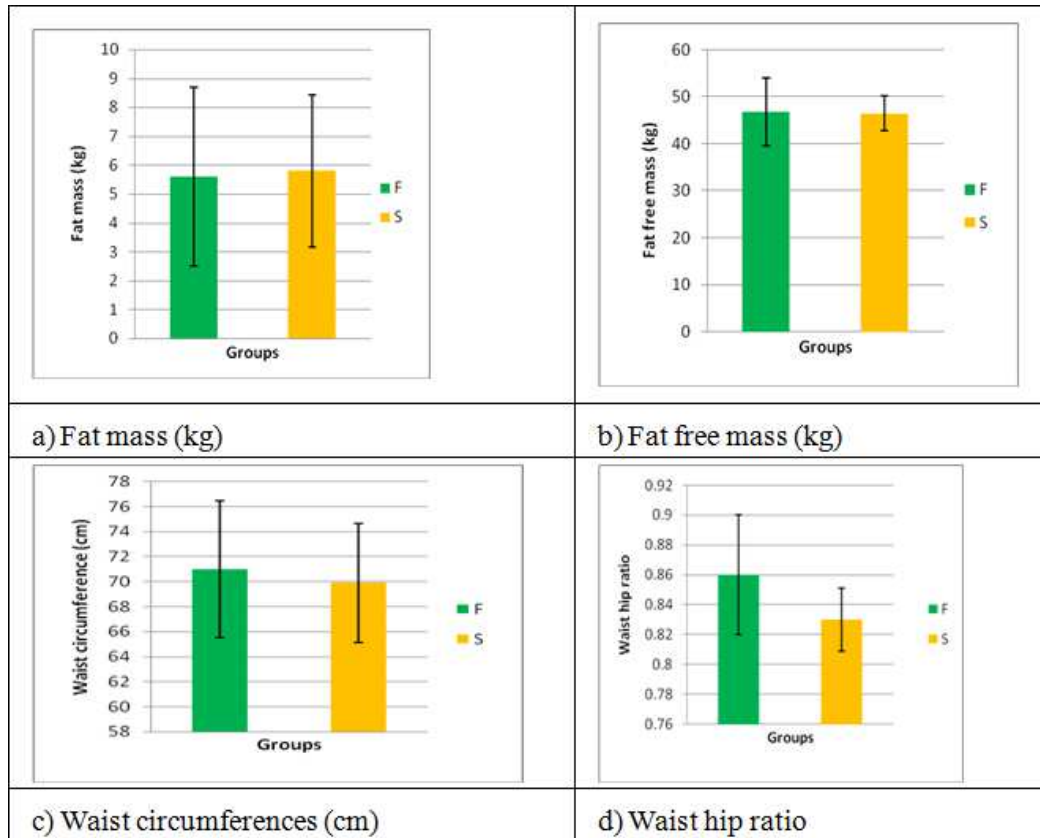 10
9
8
7
6
5
4
3
2
1
0
Fat mass (kg)
Groups
F
S
a) Fat mass (kg)
60
50
40
30
20
10
0
Fat free mass (kg)
Groups
F
S
b) Fat free mass (kg)
78
76
74
72
70
68
66
64
62
60
58
Waist circumference (cm)
Groups
F
S
c) Waist circumferences (cm)
0.92
0.9
0.88
0.86
0.84
0.82
0.8
0.78
0.76
Waist hip ratio
Groups
F
S
d) Waist hip ratio